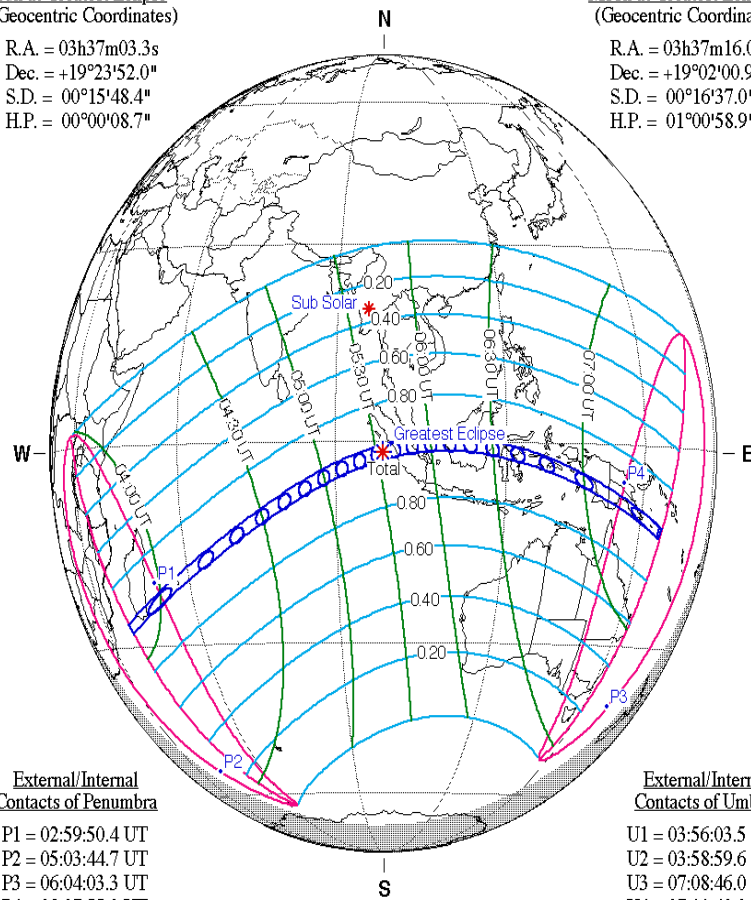 (Geocentric Coordinates)
R.A. = 03h37m03.3s
Dec. = +19°23'52.0"
S.D. = 00°15'48.4"
H.P. = 00°00'08.7"
N
(Geocentric Coordina
R.A. = 03h37m16.0
Dec. = +19°02'00.9
S.D. = 00°16'37.0'
H.P. = 01°00'58.9'
0.20
Sub Solar
0.40
0.60
0.80
04:00 UT
04:30 UT
05:00 UT
05:30 UT
06:00 UT
06:30 UT
07:00 UT
W
Greatest Eclipse
E
Total
P4
0.80
0.60
P1
0.40
0.20
P3
P2
S
External/Internal
Contacts of Penumbra
P1 = 02:59:50.4 UT
P2 = 05:03:44.7 UT
P3 = 06:04:03.3 UT
External/Intern
Contacts of Umb
U1 = 03:56:03.5
U2 = 03:58:59.6
U3 = 07:08:46.0